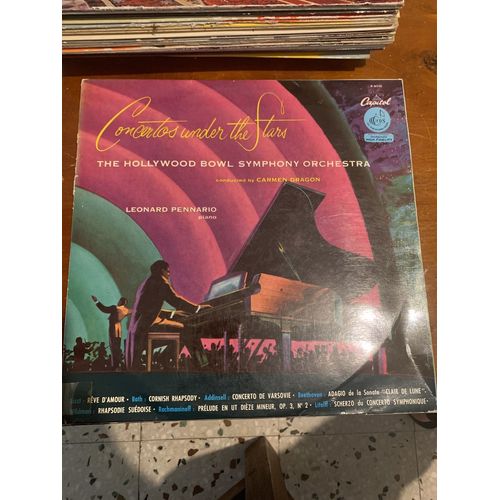 Concertos under the Stars
Capitol
THE HOLLYWOOD BOWL SYMPHONY ORCHESTRA
conducted by CARMEN DRAGON
LEONARD PENNARIO
piano
RÊVE D'AMOUR · Bath : CORNISH RHAPSODY · Addinsell : CONCERTO DE VARSOVIE · Beethoven : ADAGIO de la Sonate "CLAIR DE LUNE" ·
RHAPSODIE SUÉDOISE · Rachmaninoff : PRÉLUDE EN UT DIÈZE MINEUR, OP. 3, N° 2 · Litolff : SCHERZO du CONCERTO SYMPHONIQUE ·